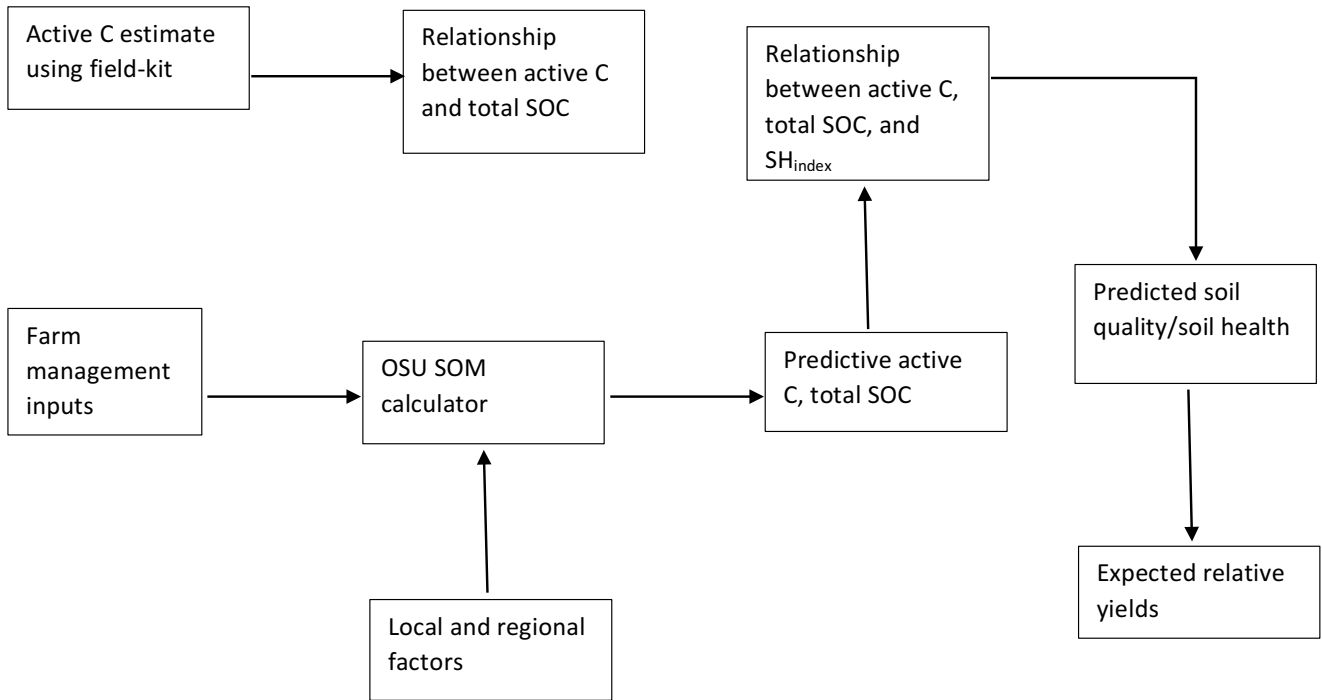 Active C estimate
using field-kit
Relationship
between active C
and total SOC
Relationship
between active C,
total SOC, and
SHindex
Farm
management
inputs
OSU SOM
calculator
Predictive active
C, total SOC
Predicted soil
quality/soil health
Local and regional
factors
Expected relative
yields